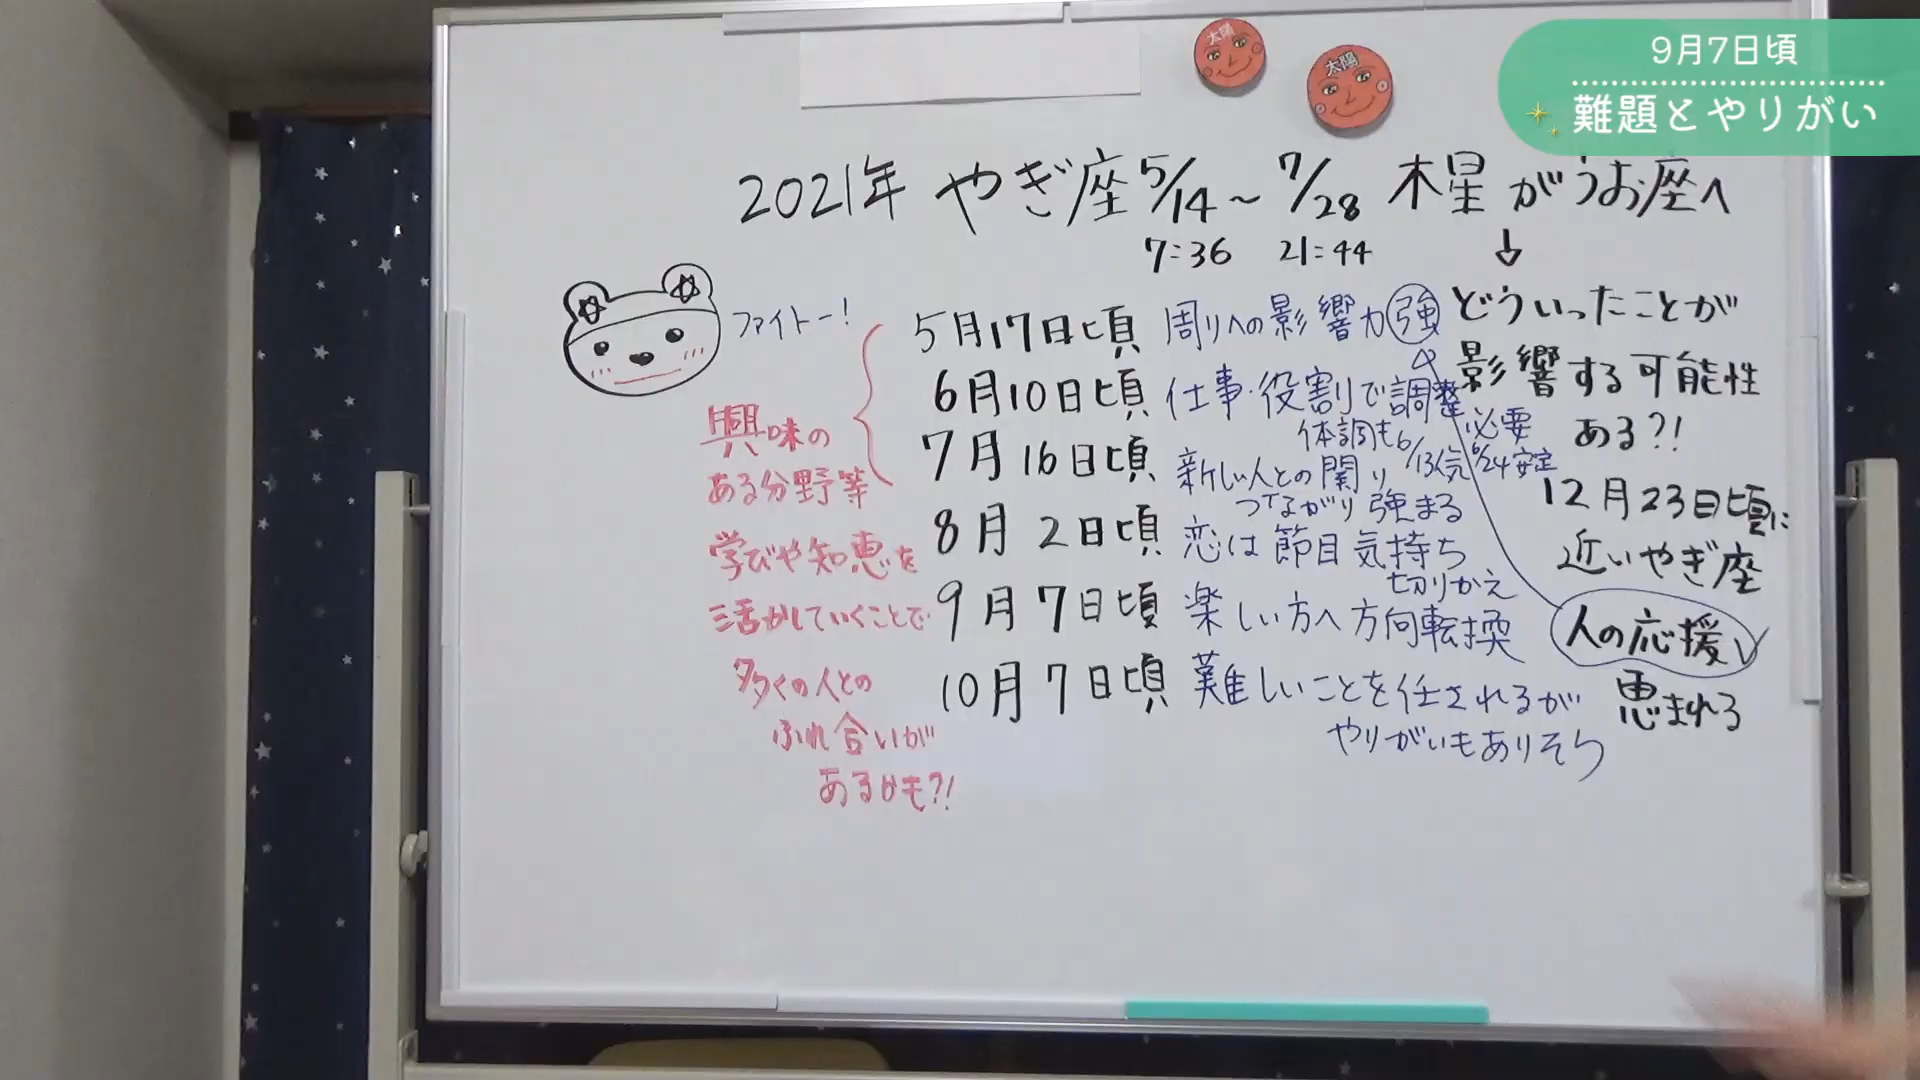 9月7日頃
難題とやりがい
太陽
太陽
2021年 やぎ座 5/14～7/28 木星がうお座へ
7:36 21:44
↓
どういったことが
影響する可能性
ある?!
12月23日頃に
近いやぎ座
人の応援
恵まれる
ファイトー!
5月17日頃 周りへの影響力強
6月10日頃 仕事・役割で調整必要
体調も6/13人気 6/24安定
7月16日頃 新しい人との関り
つながり強まる
8月2日頃 恋は節目気持ち
切りかえ
9月7日頃 楽しい方へ方向転換
10月7日頃 難しいことを任されるが
やりがいもありそう
興味の
ある分野等
学びや知恵を
活かしていくことで
多くの人との
ふれ合いが
あるかも?!